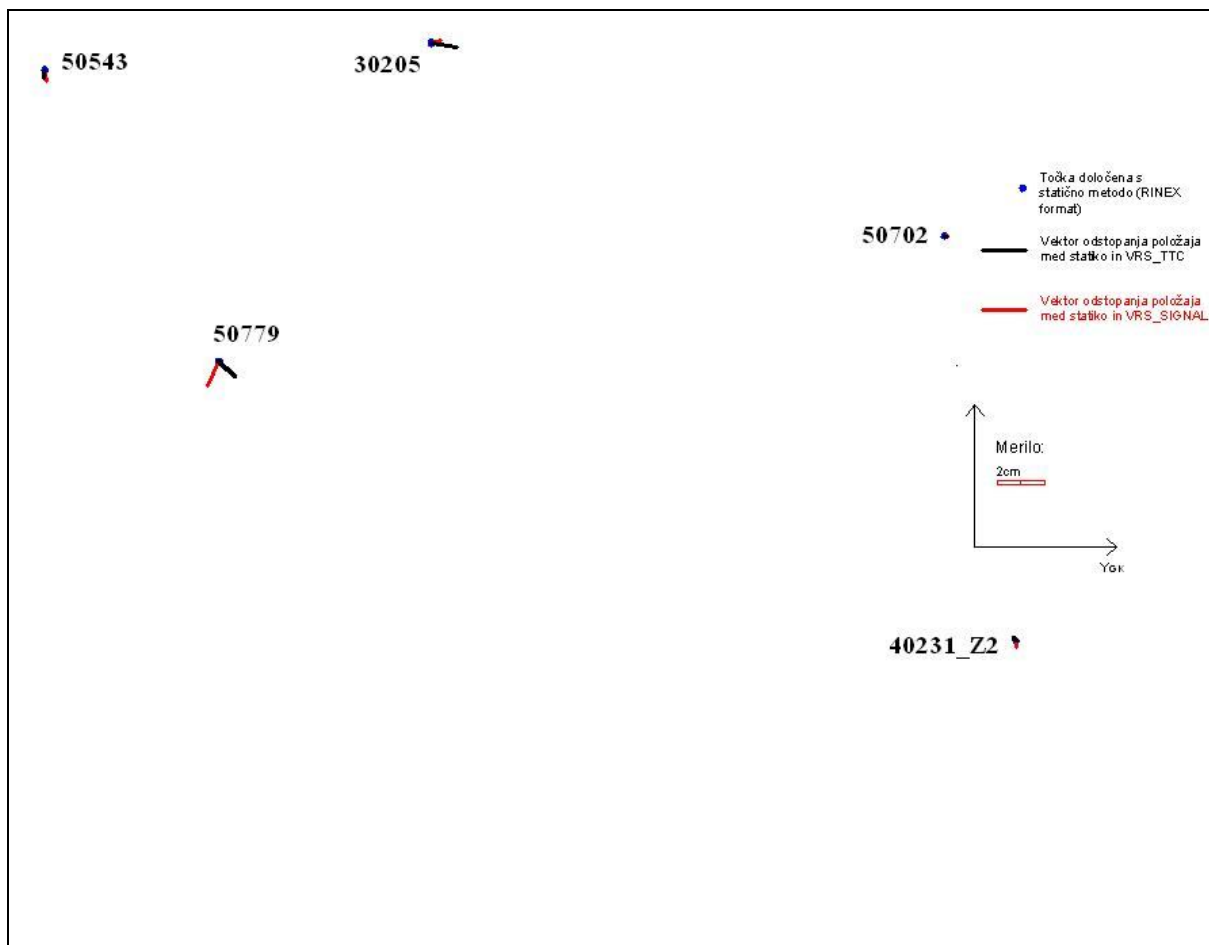 50543
30205
Točka določena s
statično metodo (RINEX
format)
50702
Vektor odstopanja položaja
med statiko in VRS_TTC
Vektor odstopanja položaja
med statiko in VRS_SIGNAL
50779
Merilo:
2cm
YGK
40231_Z2